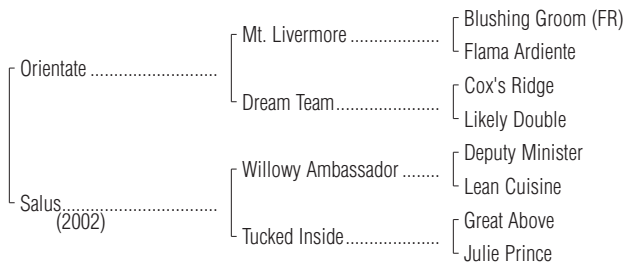 Blushing Groom (FR)
Mt. Livermore ....................
Flama Ardiente
Orientate ...........................
Cox's Ridge
Dream Team.......................
Likely Double
Deputy Minister
Willowy Ambassador ........
Lean Cuisine
Salus.................................
(2002)
Great Above
Tucked Inside.....................
Julie Prince